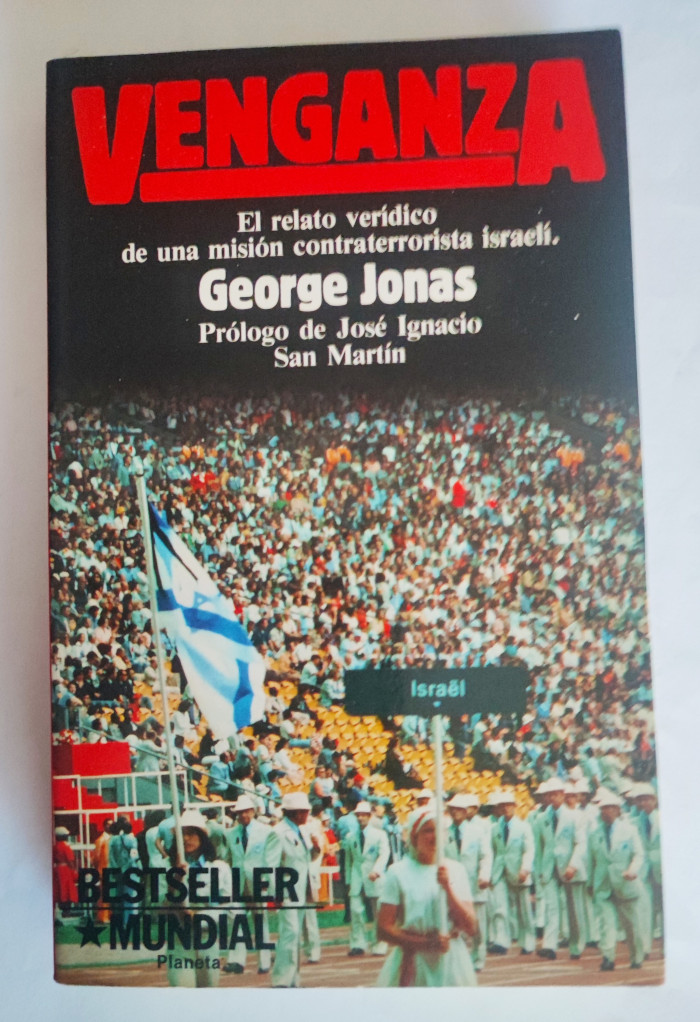 VENGANZA
El relato verídico
de una misión contraterrorista israelí.
George Jonas
Prólogo de José Ignacio
San Martín
Israël
BESTSELLER
★MUNDIAL
Planeta